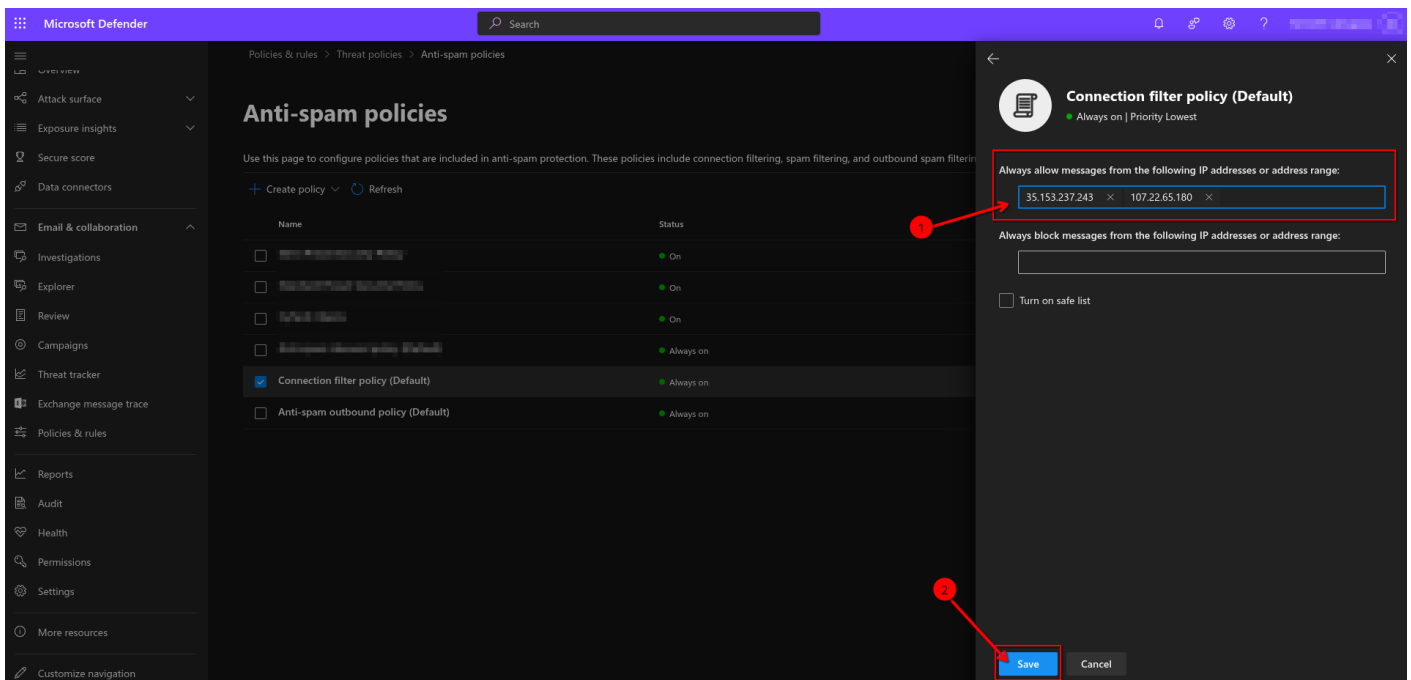 Microsoft Defender
Search
?
Overview
Attack surface
Exposure insights
Secure score
Data connectors
Email & collaboration
Investigations
Explorer
Review
Campaigns
Threat tracker
Exchange message trace
Policies & rules
Reports
Audit
Health
Permissions
Settings
More resources
Customize navigation
Policies & rules > Threat policies > Anti-spam policies
Anti-spam policies
Use this page to configure policies that are included in anti-spam protection. These policies include connection filtering, spam filtering, and outbound spam filterin
Create policy Refresh
Name Status
On
On
On
Always on
Connection filter policy (Default) Always on
Anti-spam outbound policy (Default) Always on
Connection filter policy (Default)
Always on | Priority Lowest
Always allow messages from the following IP addresses or address range:
35.153.237.243 × 107.22.65.180 ×
1
Always block messages from the following IP addresses or address range:
Turn on safe list
2
Save Cancel